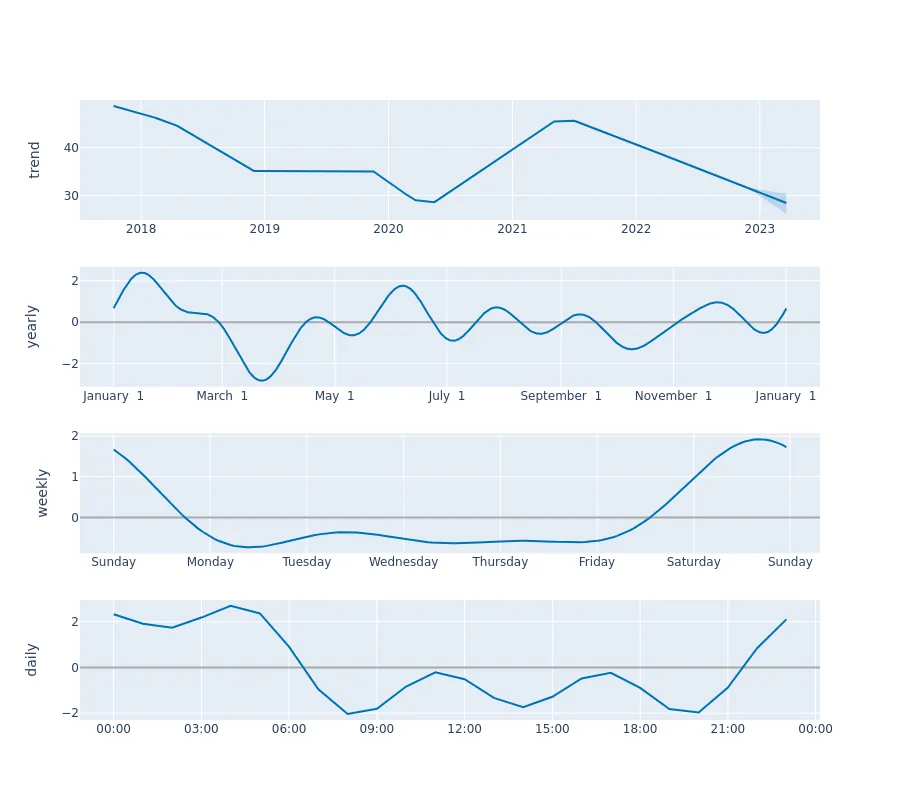 trend
40
30
2018 2019 2020 2021 2022 2023
yearly
2
0
−2
January 1 March 1 May 1 July 1 September 1 November 1 January 1
weekly
2
1
0
Sunday Monday Tuesday Wednesday Thursday Friday Saturday Sunday
daily
2
0
−2
00:00 03:00 06:00 09:00 12:00 15:00 18:00 21:00 00:00